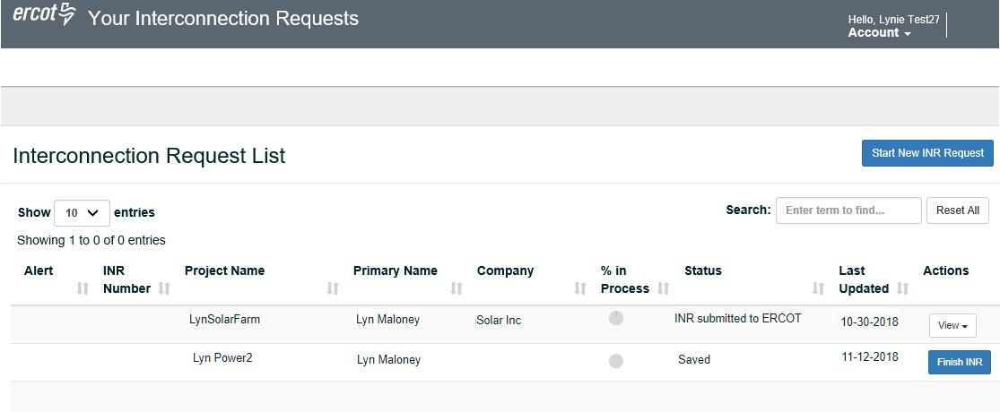 ercot Your Interconnection Requests
Hello, Lynie Test27
Account
Interconnection Request List
Start New INR Request
Show 10 entries
Search: Enter term to find... Reset All
Showing 1 to 0 of 0 entries
Alert INR Number Project Name Primary Name Company % in Process Status Last Updated Actions
LynSolarFarm Lyn Maloney Solar Inc INR submitted to ERCOT 10-30-2018 View
Lyn Power2 Lyn Maloney Saved 11-12-2018 Finish INR